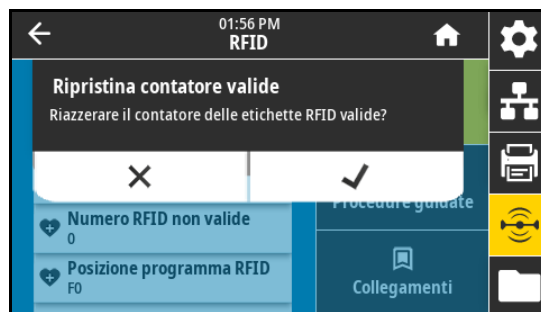 01:56 PM
RFID
Ripristina contatore valide
Riazzerare il contatore delle etichette RFID valide?
Procedure guidate
Numero RFID non valide
0
Posizione programma RFID
F0
Collegamenti